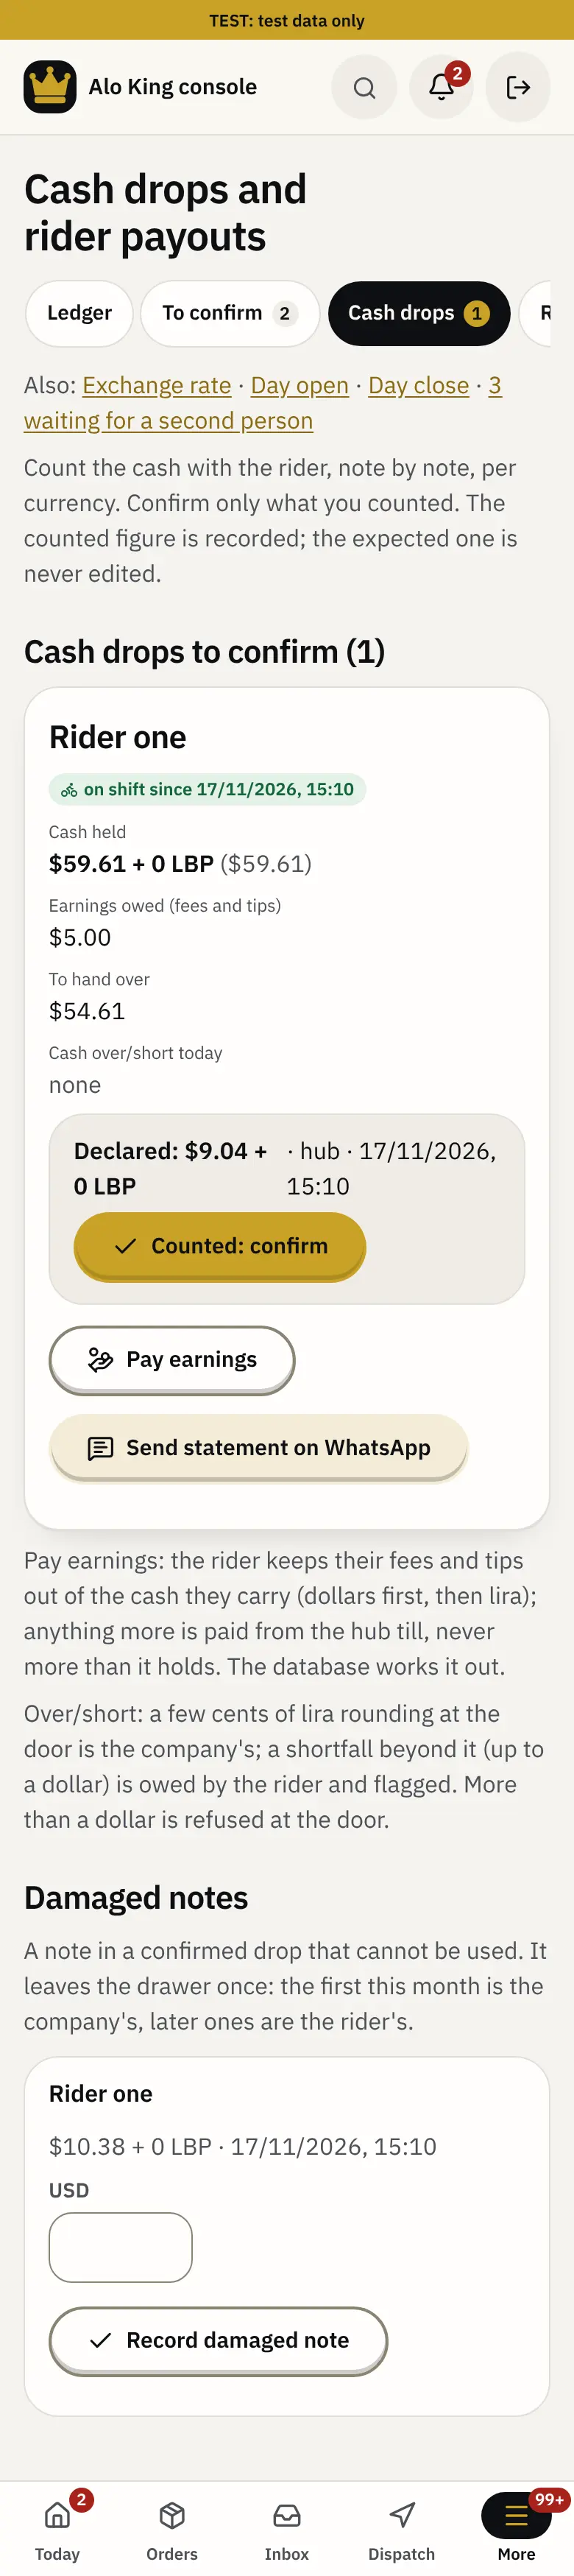 TEST: test data only
Alo King console
2
Cash drops and
rider payouts
Ledger
To confirm 2
Cash drops 1
R
Also: Exchange rate · Day open · Day close · 3
waiting for a second person
Count the cash with the rider, note by note, per
currency. Confirm only what you counted. The
counted figure is recorded; the expected one is
never edited.
Cash drops to confirm (1)
Rider one
on shift since 17/11/2026, 15:10
Cash held
$59.61 + 0 LBP ($59.61)
Earnings owed (fees and tips)
$5.00
To hand over
$54.61
Cash over/short today
none
Declared: $9.04 +
0 LBP
· hub · 17/11/2026,
15:10
Counted: confirm
Pay earnings
Send statement on WhatsApp
Pay earnings: the rider keeps their fees and tips
out of the cash they carry (dollars first, then lira);
anything more is paid from the hub till, never
more than it holds. The database works it out.
Over/short: a few cents of lira rounding at the
door is the company's; a shortfall beyond it (up to
a dollar) is owed by the rider and flagged. More
than a dollar is refused at the door.
Damaged notes
A note in a confirmed drop that cannot be used. It
leaves the drawer once: the first this month is the
company's, later ones are the rider's.
Rider one
$10.38 + 0 LBP · 17/11/2026, 15:10
USD
Record damaged note
2
99+
Today
Orders
Inbox
Dispatch
More